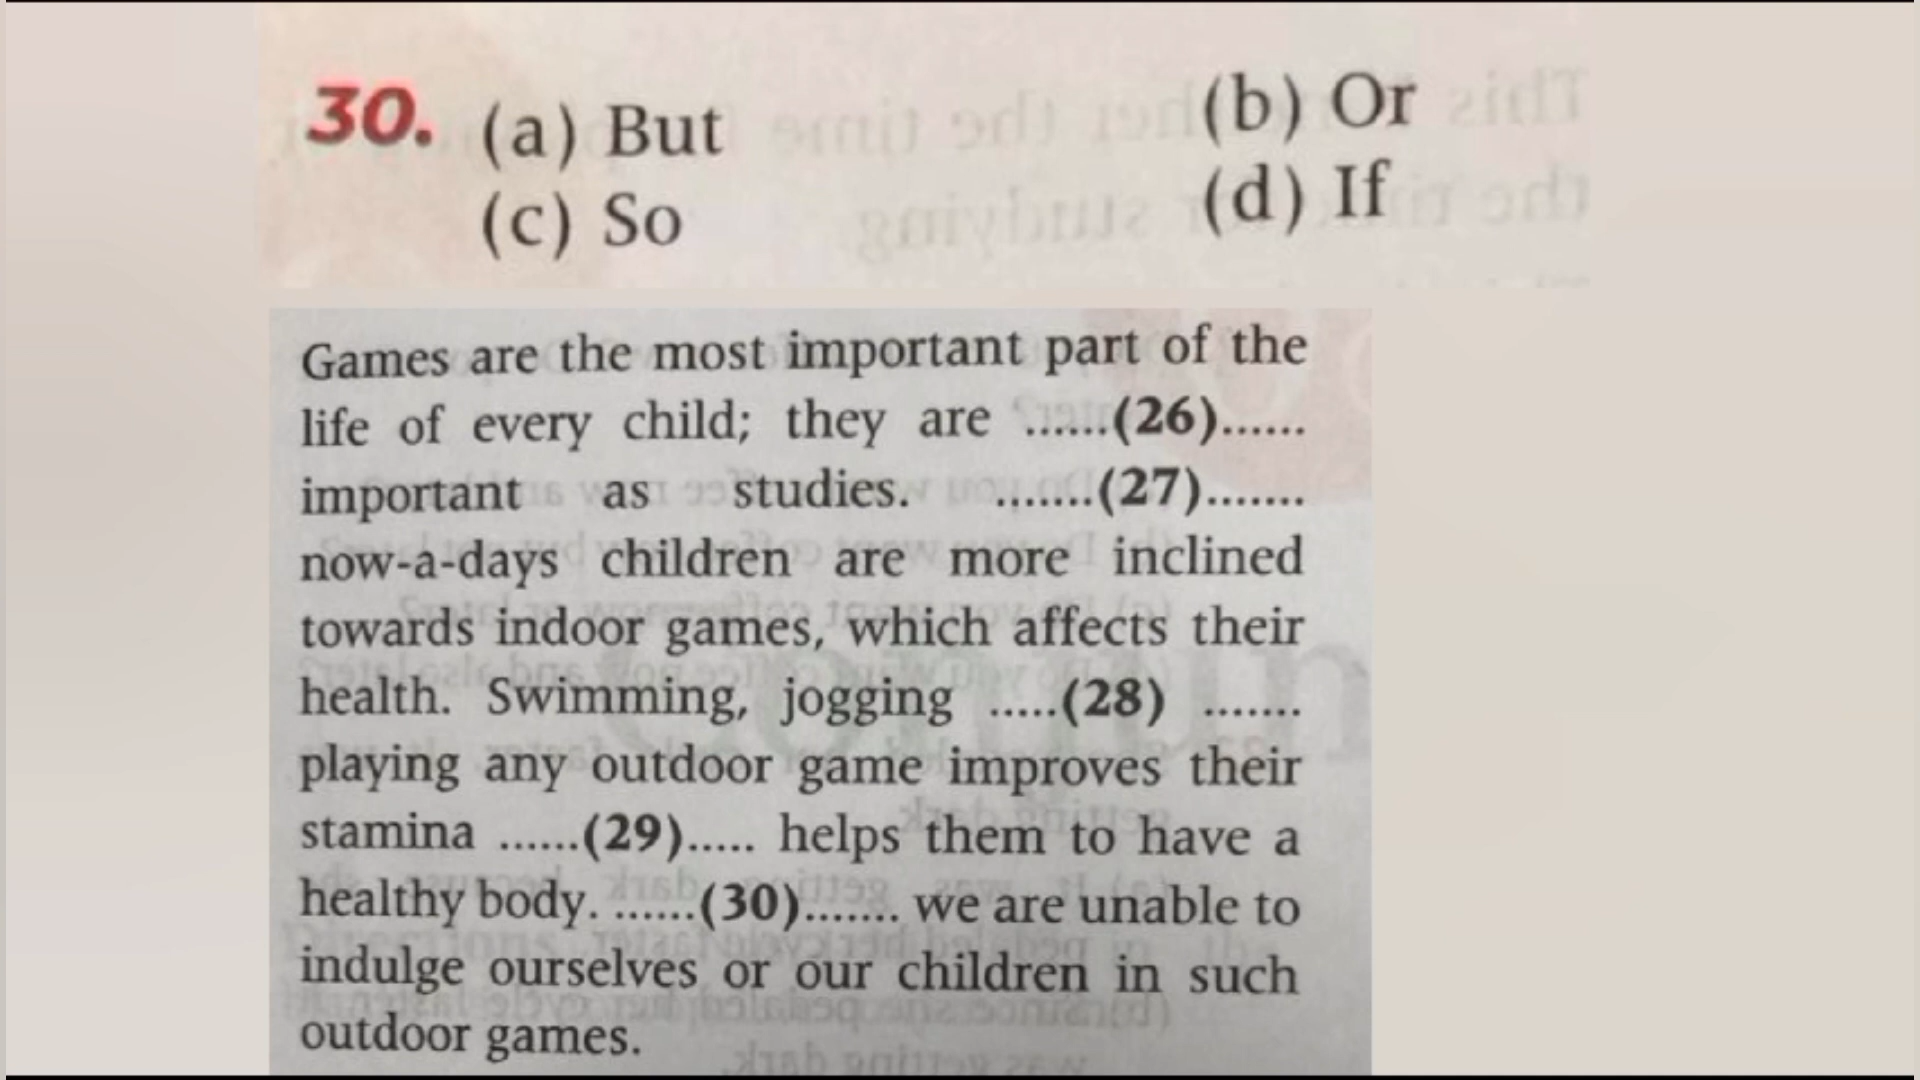 30. (a) But (b) Or
(c) So (d) If
Games are the most important part of the
life of every child; they are ......(26)......
important as studies. .......(27).......
now-a-days children are more inclined
towards indoor games, which affects their
health. Swimming, jogging .....(28) .......
playing any outdoor game improves their
stamina ......(29)..... helps them to have a
healthy body. ......(30)....... we are unable to
indulge ourselves or our children in such
outdoor games.